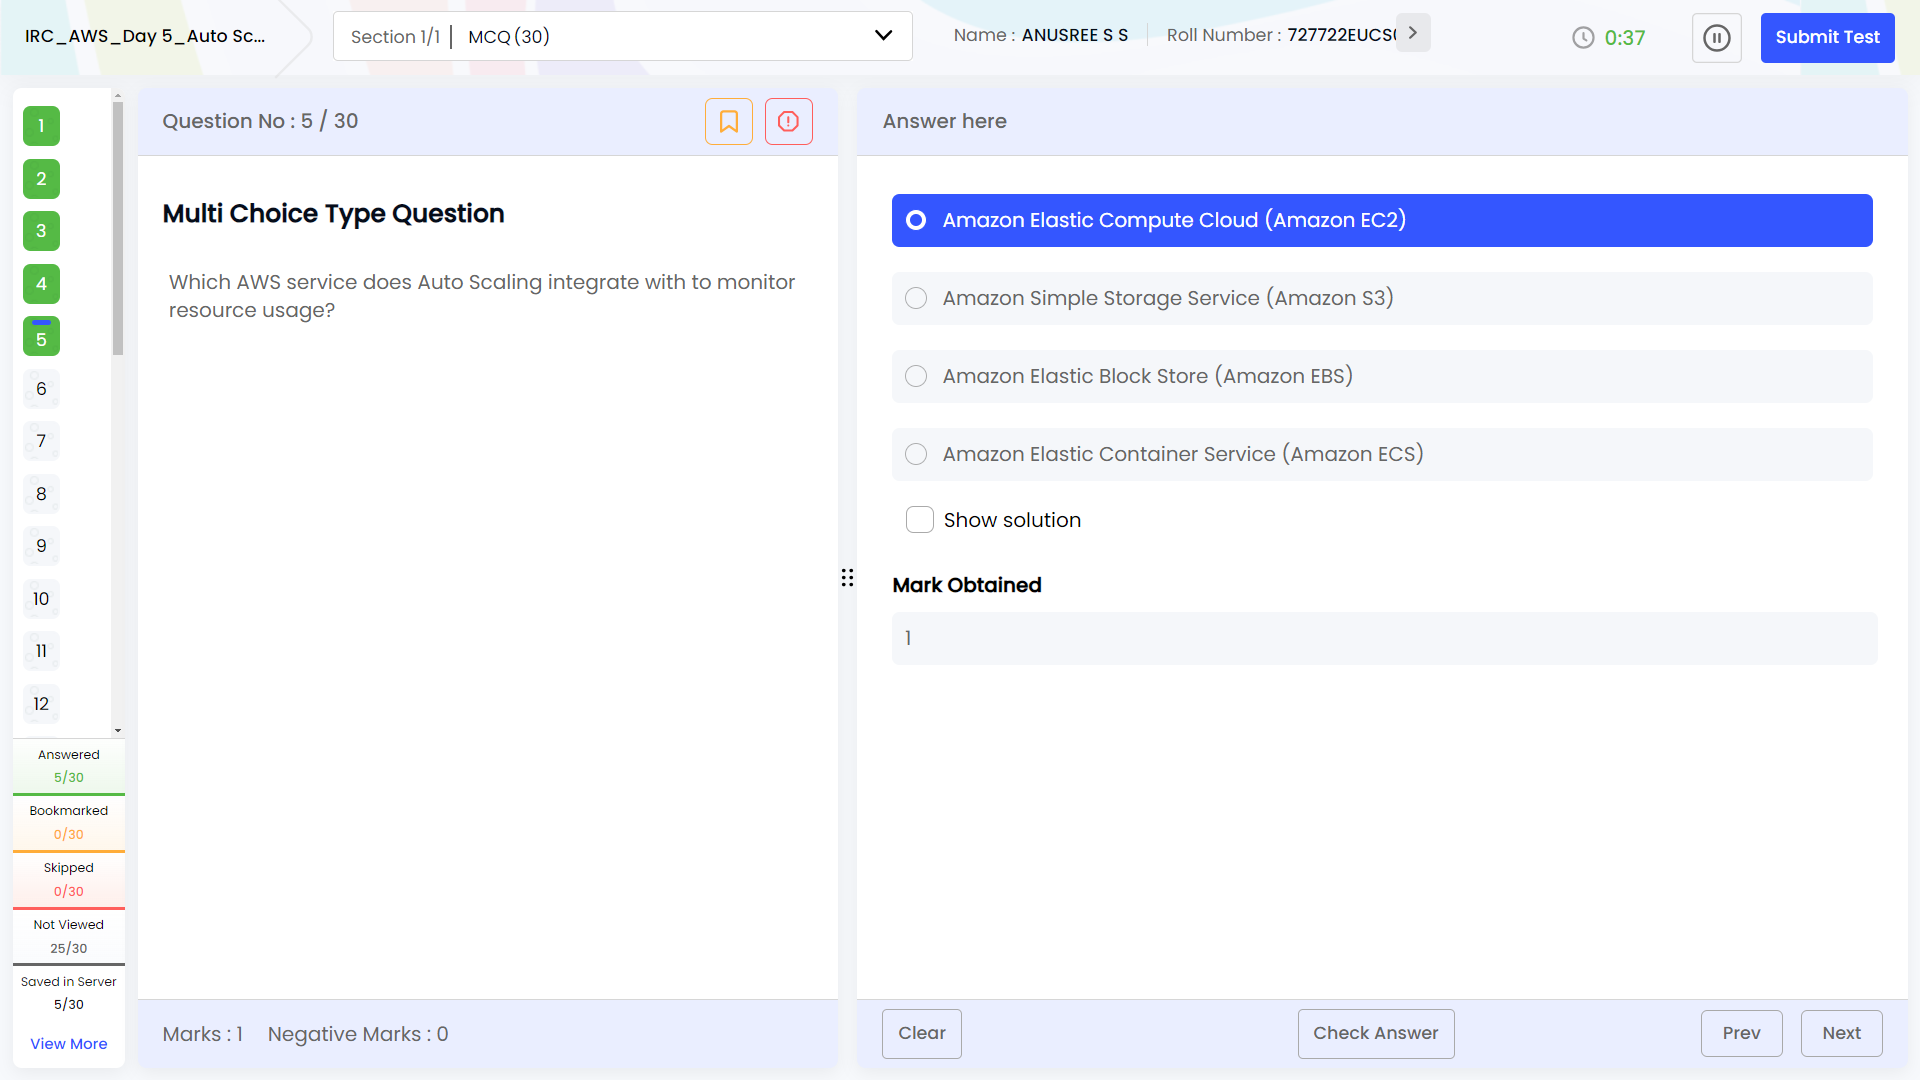 IRC_AWS_Day 5_Auto Sc...
Section 1/1 | MCQ (30)
Name : ANUSREE S S
Roll Number : 727722EUCS
0:37
Submit Test
1
2
3
4
5
6
7
8
9
10
11
12
Answered
5/30
Bookmarked
0/30
Skipped
0/30
Not Viewed
25/30
Saved in Server
5/30
View More
Question No : 5 / 30
Multi Choice Type Question
Which AWS service does Auto Scaling integrate with to monitor
resource usage?
Marks : 1 Negative Marks : 0
Answer here
Amazon Elastic Compute Cloud (Amazon EC2)
Amazon Simple Storage Service (Amazon S3)
Amazon Elastic Block Store (Amazon EBS)
Amazon Elastic Container Service (Amazon ECS)
Show solution
Mark Obtained
1
Clear
Check Answer
Prev
Next